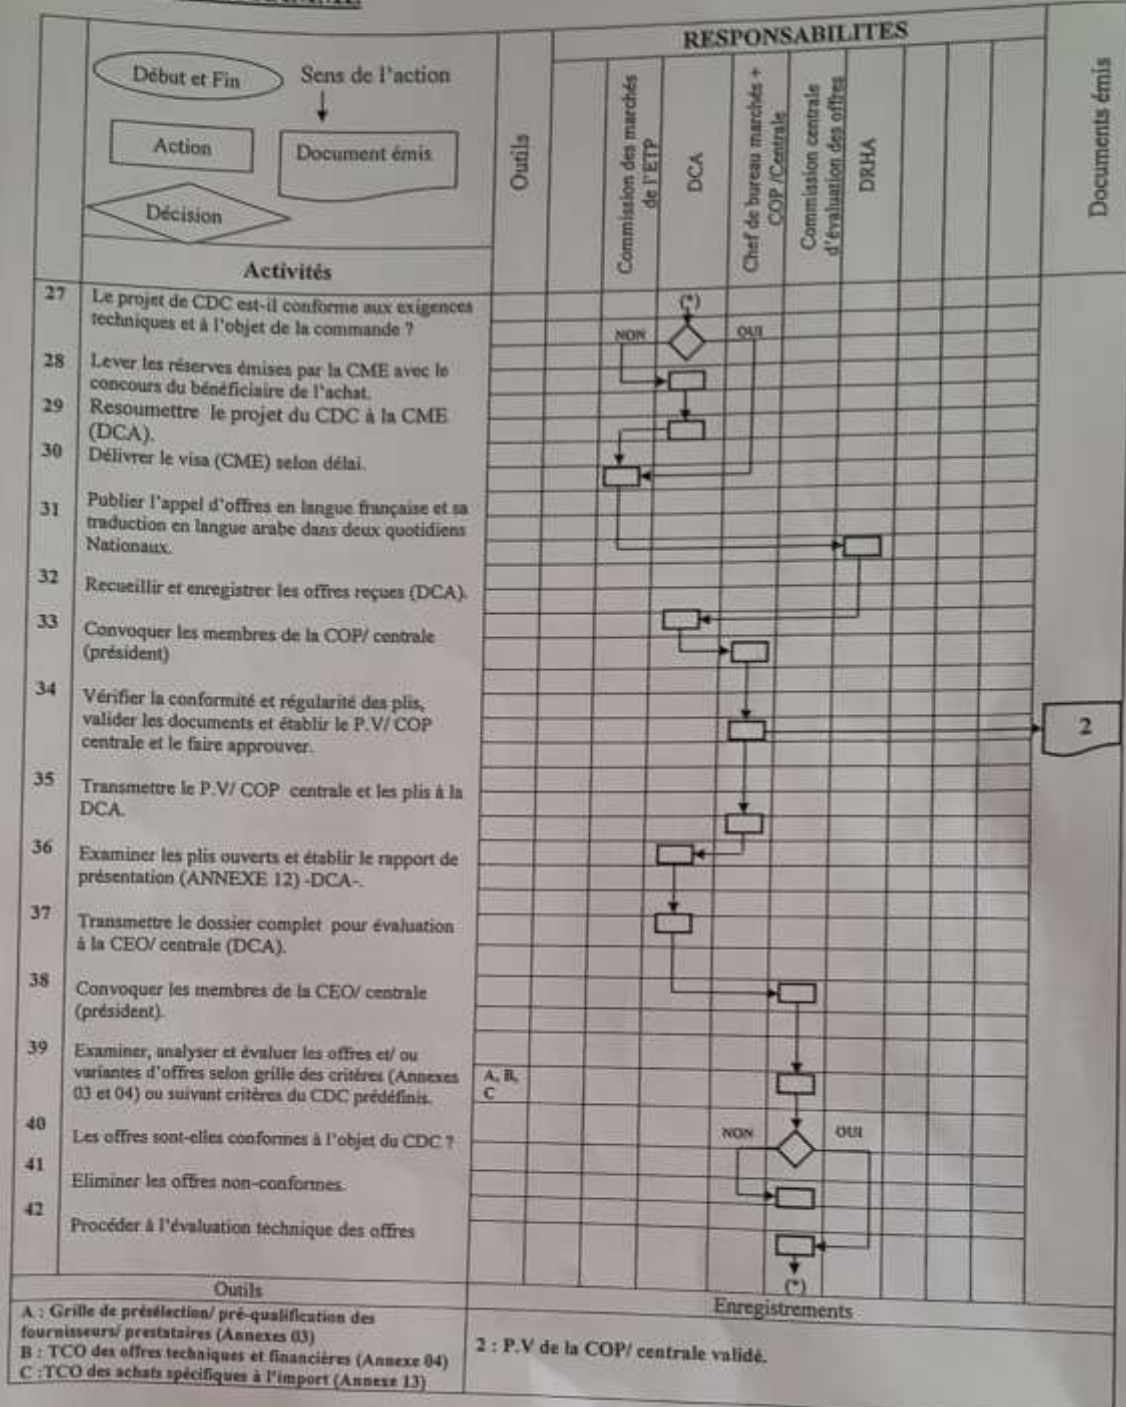 RESPONSABILITES
Début et Fin
Sens de l'action
Action
Document émis
Décision
Activités
Outils
Commission des marchés
de l'ETP
DCA
Chef de bureau marchés +
COP /Centrale
Commission centrale
d'évaluation des offres
DRHA
Documents émis
27 Le projet de CDC est-il conforme aux exigences
techniques et à l'objet de la commande ?
(*)
NON
OUI
28 Lever les réserves émises par la CME avec le
concours du bénéficiaire de l'achat.
29 Resoumettre le projet du CDC à la CME
(DCA).
30 Délivrer le visa (CME) selon délai.
31 Publier l'appel d'offres en langue française et sa
traduction en langue arabe dans deux quotidiens
Nationaux.
32 Recueillir et enregistrer les offres reçues (DCA).
33 Convoquer les membres de la COP/ centrale
(président)
34 Vérifier la conformité et régularité des plis,
valider les documents et établir le P.V/ COP
centrale et le faire approuver.
2
35 Transmettre le P.V/ COP centrale et les plis à la
DCA.
36 Examiner les plis ouverts et établir le rapport de
présentation (ANNEXE 12) -DCA-.
37 Transmettre le dossier complet pour évaluation
à la CEO/ centrale (DCA).
38 Convoquer les membres de la CEO/ centrale
(président).
39 Examiner, analyser et évaluer les offres et/ ou
variantes d'offres selon grille des critères (Annexes
03 et 04) ou suivant critères du CDC prédéfinis.
A, B,
C
40 Les offres sont-elles conformes à l'objet du CDC ?
NON
OUI
41 Eliminer les offres non-conformes.
42 Procéder à l'évaluation technique des offres
(*)
Outils
A : Grille de présélection/ pré-qualification des
fournisseurs/ prestataires (Annexes 03)
B : TCO des offres techniques et financières (Annexe 04)
C :TCO des achats spécifiques à l'import (Annexe 13)
Enregistrements
2 : P.V de la COP/ centrale validé.